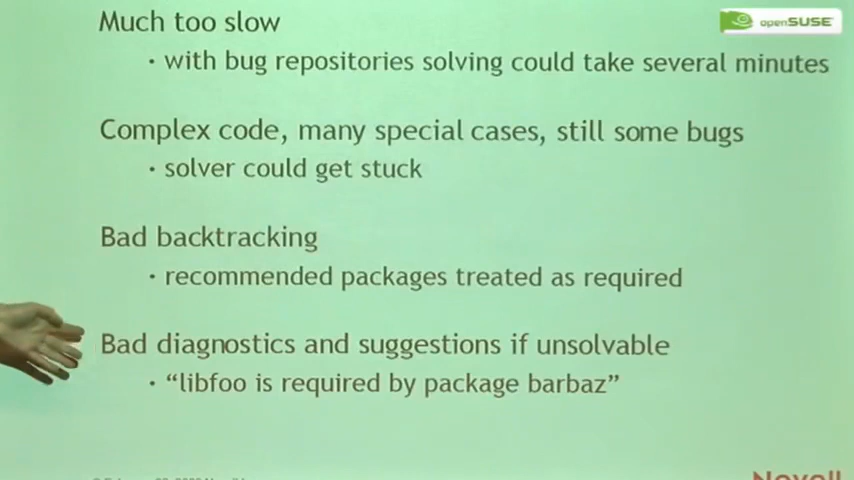 Much too slow
openSUSE
• with bug repositories solving could take several minutes
Complex code, many special cases, still some bugs
• solver could get stuck
Bad backtracking
• recommended packages treated as required
Bad diagnostics and suggestions if unsolvable
• “libfoo is required by package barbaz”
Novell